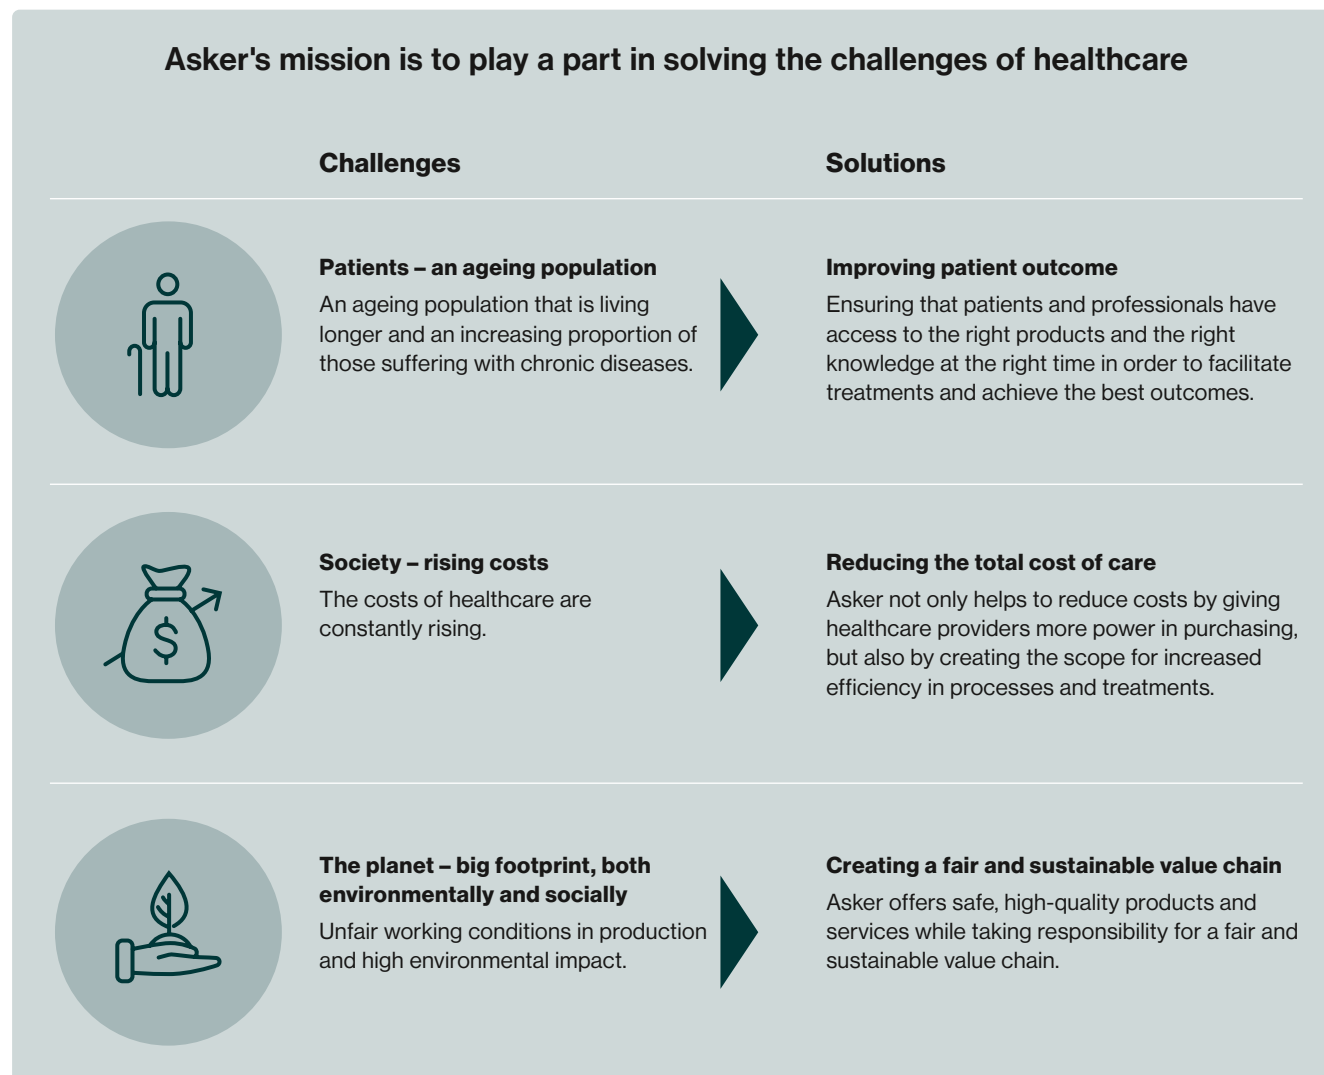 Asker's mission is to play a part in solving the challenges of healthcare
Challenges
Solutions
Patients – an ageing population
An ageing population that is living
longer and an increasing proportion of
those suffering with chronic diseases.
Improving patient outcome
Ensuring that patients and professionals have
access to the right products and the right
knowledge at the right time in order to facilitate
treatments and achieve the best outcomes.
$
Society – rising costs
The costs of healthcare are
constantly rising.
Reducing the total cost of care
Asker not only helps to reduce costs by giving
healthcare providers more power in purchasing,
but also by creating the scope for increased
efficiency in processes and treatments.
The planet – big footprint, both
environmentally and socially
Unfair working conditions in production
and high environmental impact.
Creating a fair and sustainable value chain
Asker offers safe, high-quality products and
services while taking responsibility for a fair and
sustainable value chain.